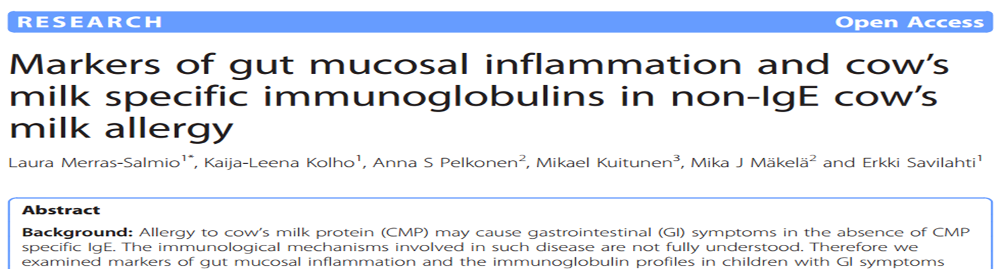 RESEARCH Open Access
Markers of gut mucosal inflammation and cow’s
milk specific immunoglobulins in non-IgE cow’s
milk allergy
Laura Merras-Salmio1*, Kaija-Leena Kolho1, Anna S Pelkonen2, Mikael Kuitunen3, Mika J Mäkelä2 and Erkki Savilahti1
Abstract
Background: Allergy to cow’s milk protein (CMP) may cause gastrointestinal (GI) symptoms in the absence of CMP
specific IgE. The immunological mechanisms involved in such disease are not fully understood. Therefore we
examined markers of gut mucosal inflammation and the immunoglobulin profiles in children with GI symptoms